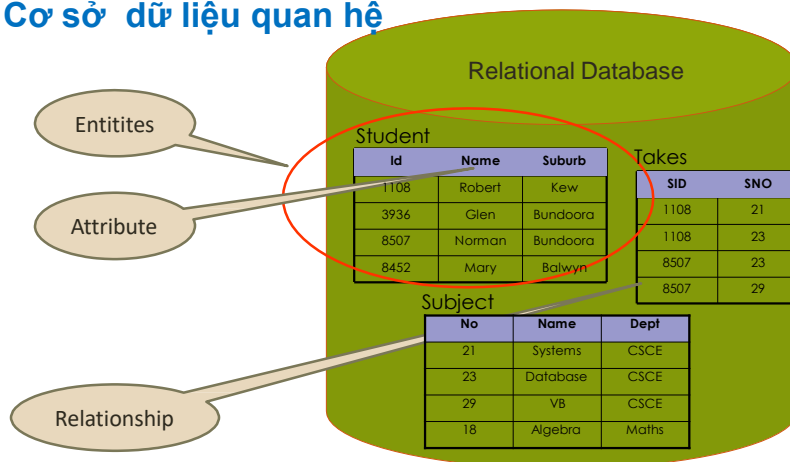 Cơ sở dữ liệu quan hệ
Relational Database
Entitites
Attribute
Relationship
Student
Id Name Suburb
1108 Robert Kew
3936 Glen Bundoora
8507 Norman Bundoora
8452 Mary Balwyn
Takes
SID SNO
1108 21
1108 23
8507 23
8507 29
Subject
No Name Dept
21 Systems CSCE
23 Database CSCE
29 VB CSCE
18 Algebra Maths